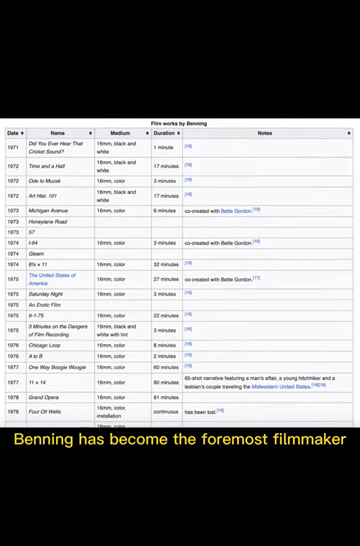 Film works by Benning
Date Name Medium Duration Notes
1971 Did You Ever Hear That Cricket Sound? 16mm, black and white 1 minute [16]
1972 Time and a Half 16mm, black and white 17 minutes [16]
1972 Ode to Muzak 16mm, color 3 minutes [16]
1972 Art Hist. 101 16mm, black and white 17 minutes [16]
1973 Michigan Avenue 16mm, color 6 minutes co-created with Bette Gordon.[16]
1973 Honeylane Road
1973 57
1974 I-94 16mm, color 3 minutes co-created with Bette Gordon.[16]
1974 Gleam
1974 8½ × 11 16mm, color 32 minutes [16]
1975 The United States of America 16mm, color 27 minutes co-created with Bette Gordon.[17]
1975 Saturday Night 16mm, color 3 minutes [16]
1975 An Erotic Film
1975 9-1-75 16mm, color 22 minutes [16]
1975 3 Minutes on the Dangers of Film Recording 16mm, black and white with tint 3 minutes [16]
1976 Chicago Loop 16mm, color 8 minutes [16]
1976 A to B 16mm, color 2 minutes [16]
1977 One Way Boogie Woogie 16mm, color 60 minutes [16]
1977 11 × 14 16mm, color 80 minutes 65-shot narrative featuring a man's affair, a young hitchhiker and a lesbian's couple traveling the Midwestern United States.[16][18]
1978 Grand Opera 16mm, color 81 minutes
1978 Four Oil Wells 16mm, color, installation continuous has been lost.[16]
Benning has become the foremost filmmaker